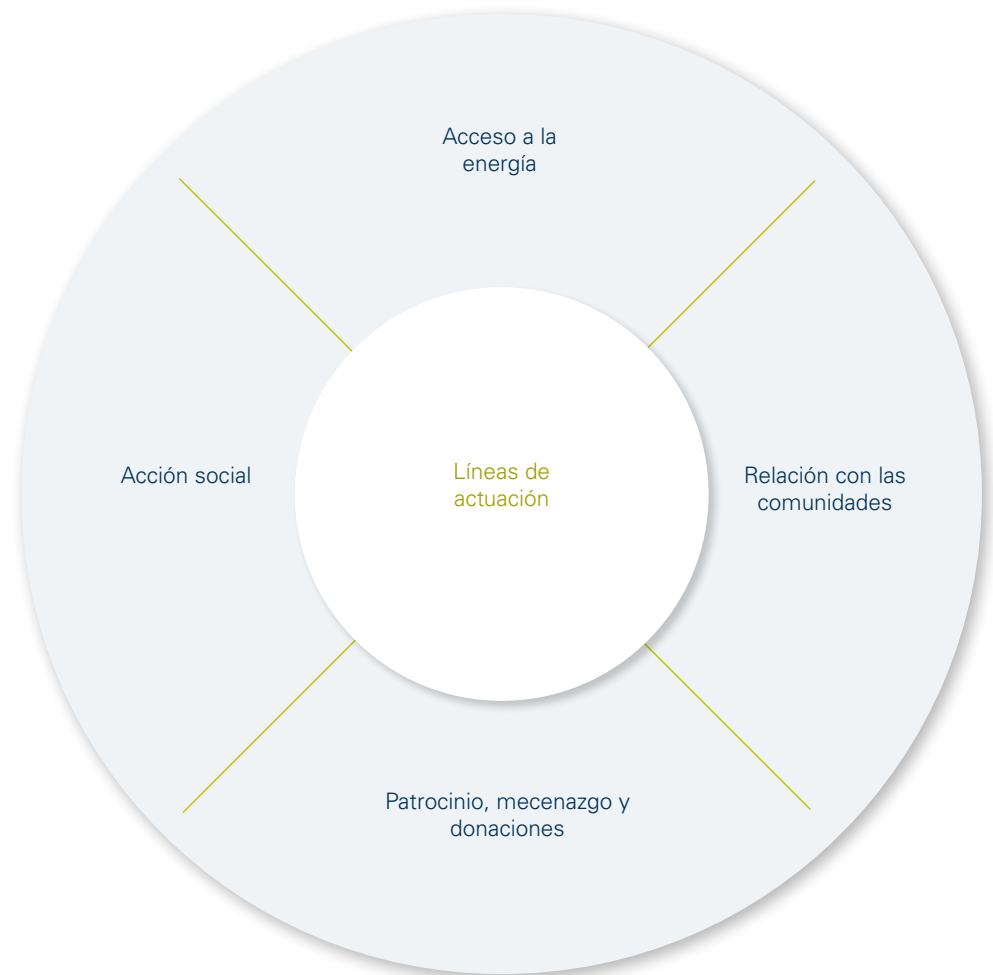 Acceso a la
energía
Acción social
Líneas de
actuación
Relación con las
comunidades
Patrocinio, mecenazgo y
donaciones